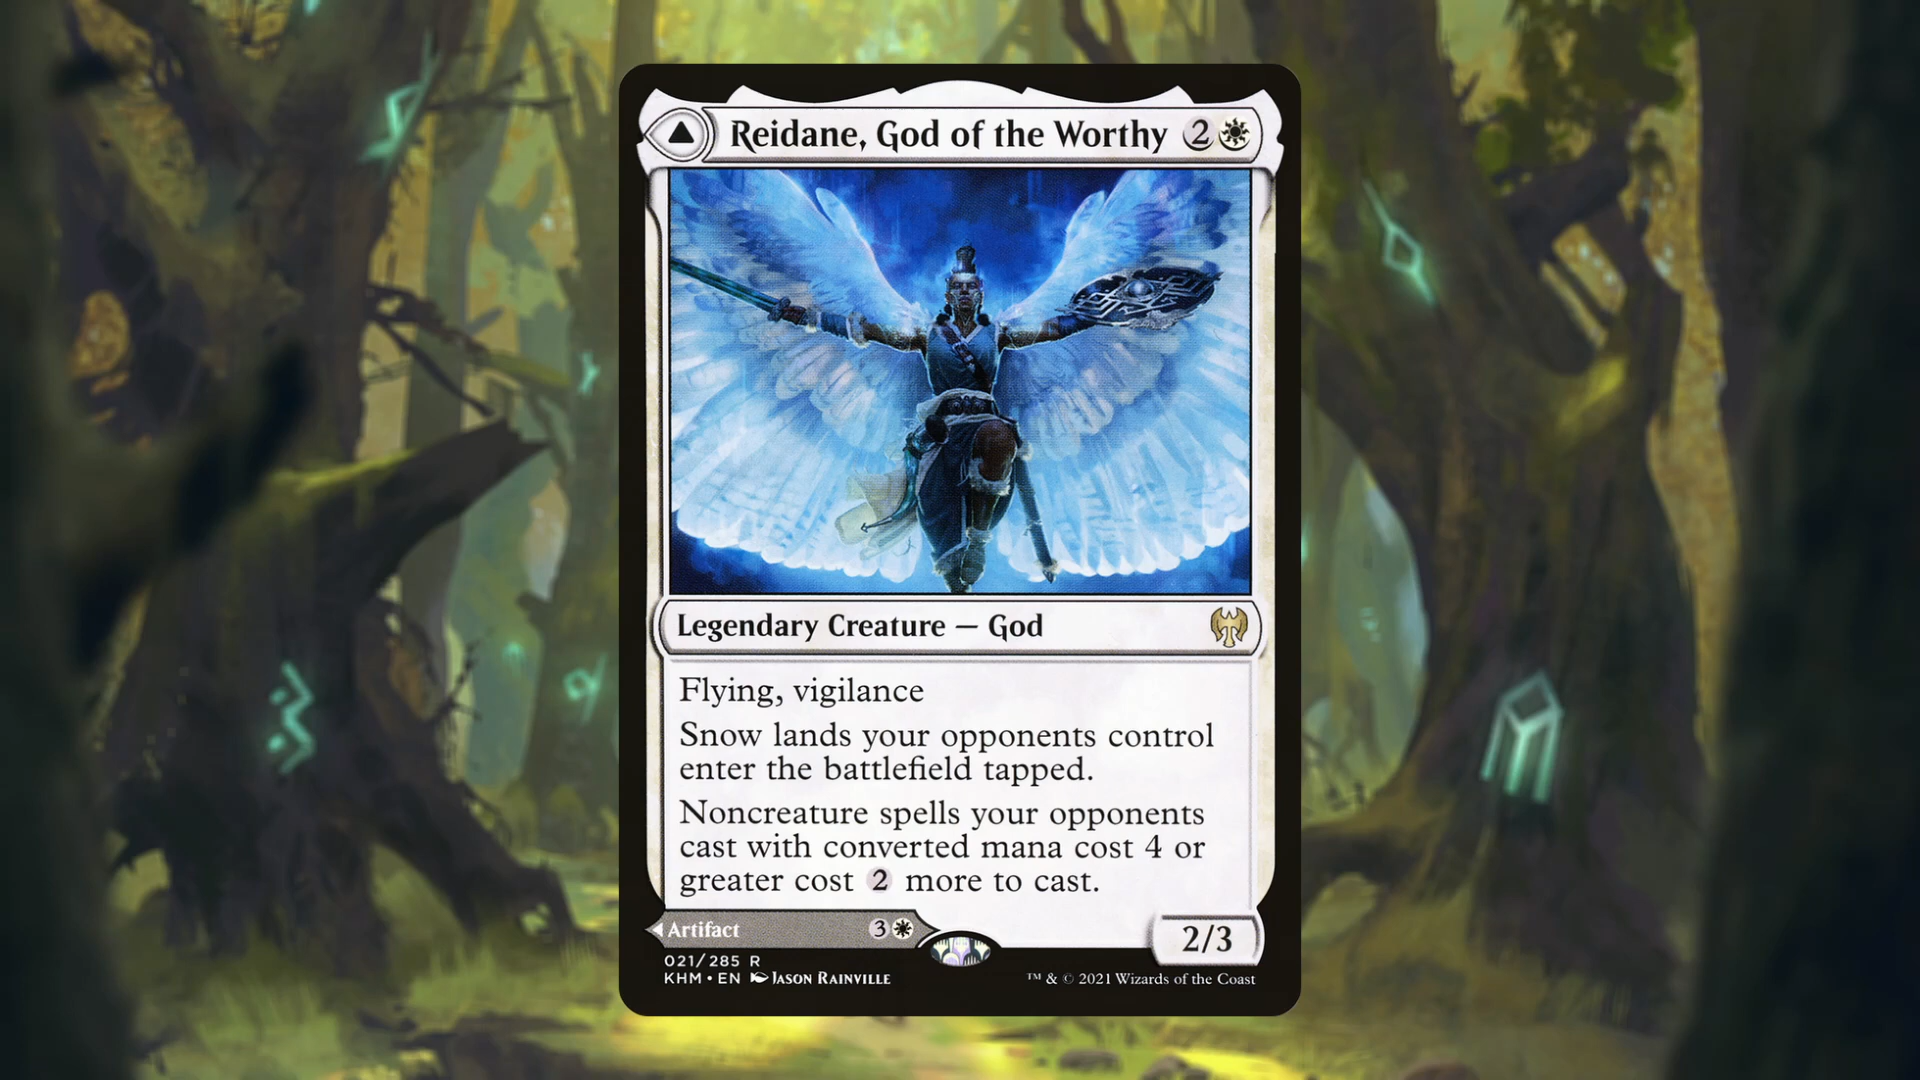 Reidane, God of the Worthy 2
Legendary Creature — God
Flying, vigilance
Snow lands your opponents control
enter the battlefield tapped.
Noncreature spells your opponents
cast with converted mana cost 4 or
greater cost 2 more to cast.
Artifact 3
2/3
021/285 R
KHM • EN Jason Rainville
™ & © 2021 Wizards of the Coast